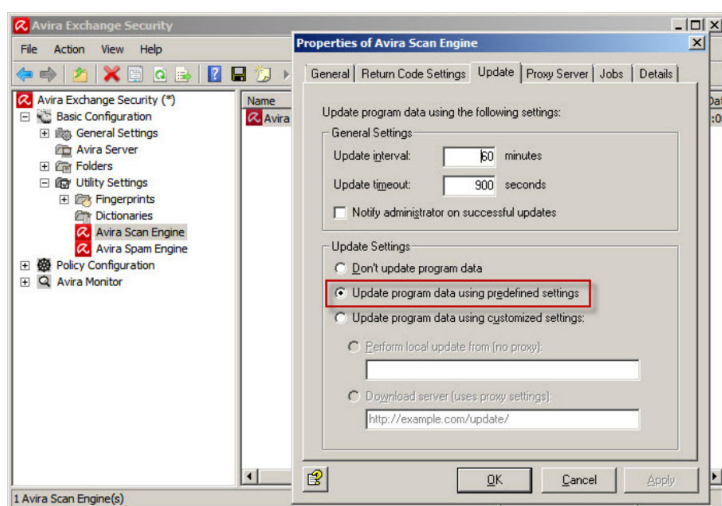 Avira Exchange Security
File Action View Help
Avira Exchange Security (*)
Basic Configuration
General Settings
Avira Server
Folders
Utility Settings
Fingerprints
Dictionaries
Avira Scan Engine
Avira Spam Engine
Policy Configuration
Avira Monitor
Name
Avira
1 Avira Scan Engine(s)
Properties of Avira Scan Engine
General Return Code Settings Update Proxy Server Jobs Details
Update program data using the following settings:
General Settings
Update interval: 60 minutes
Update timeout: 900 seconds
Notify administrator on successful updates
Update Settings
Don't update program data
Update program data using predefined settings
Update program data using customized settings:
Perform local update from (no proxy):
Download server (uses proxy settings):
http://example.com/update/
OK Cancel Apply